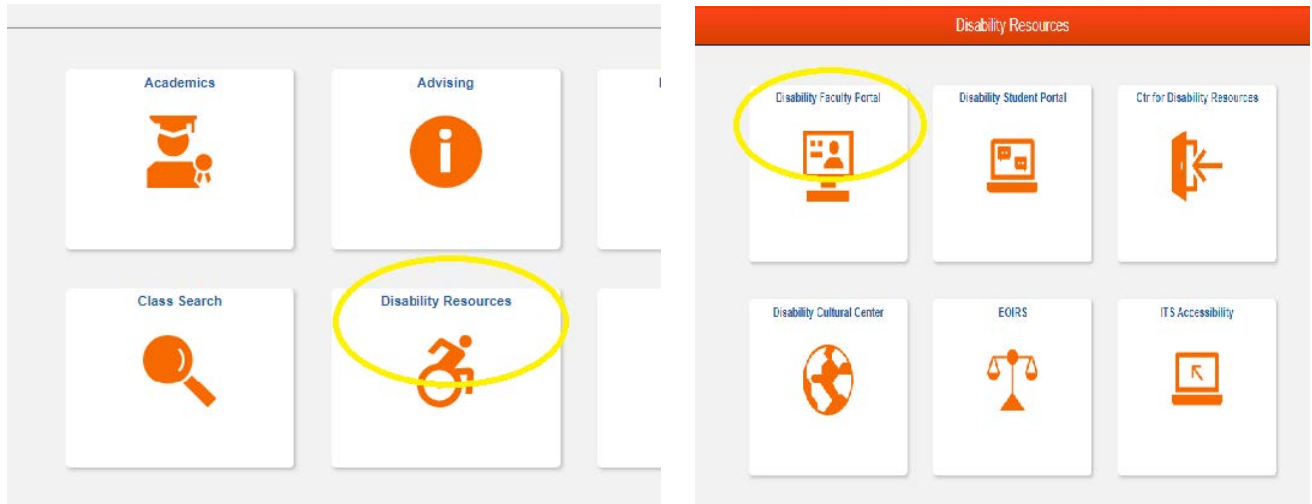 Academics
Advising
Class Search
Disability Resources
Disability Resources
Disability Faculty Portal
Disability Student Portal
Ctr for Disability Resources
Disability Cultural Center
EOIRS
ITS Accessibility